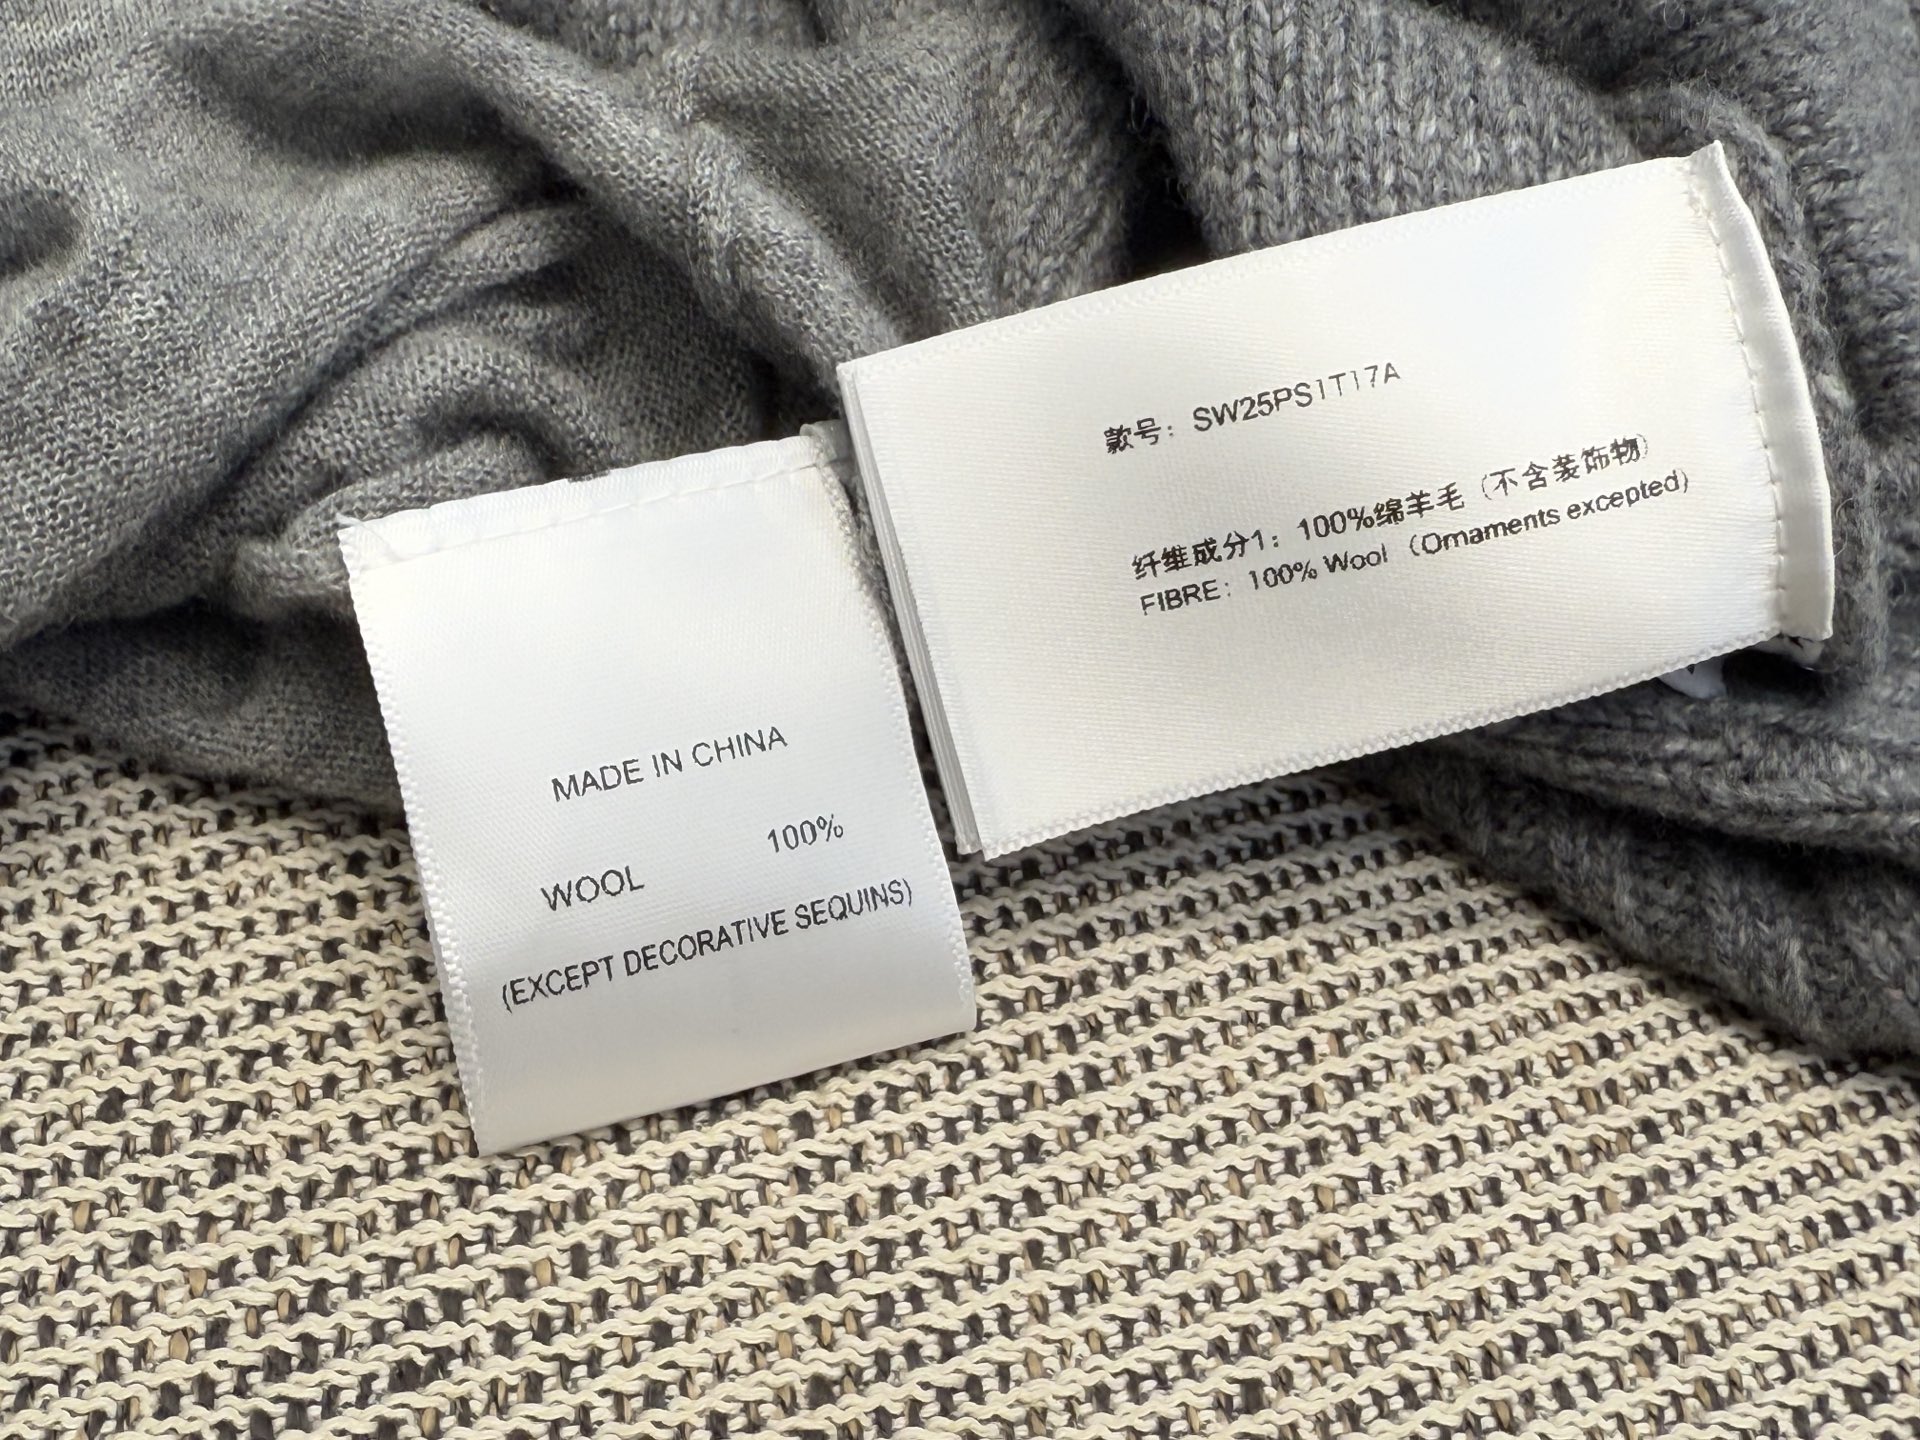 MADE IN CHINA
100%
WOOL
(EXCEPT DECORATIVE SEQUINS)
款号：SW25PS1T17A
纤维成分1：100%绵羊毛（不含装饰物）
FIBRE：100% Wool（Ornaments excepted）